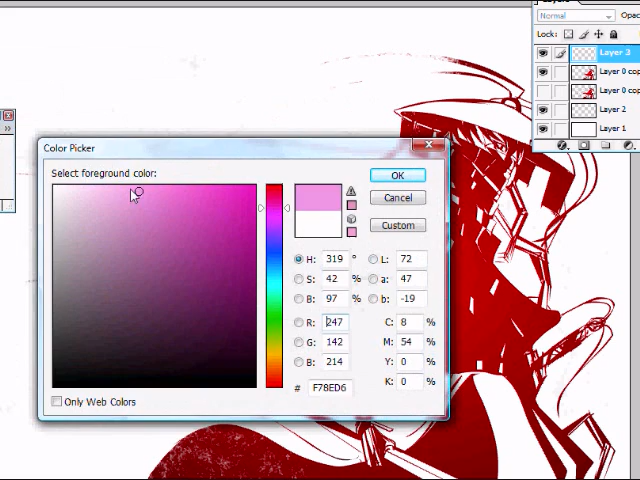 Normal
Opac
Lock:
Layer 3
Layer 0 cop
Layer 0 cop
Layer 2
Layer 1
Color Picker
Select foreground color:
OK
Cancel
Custom
H: 319 °
L: 72
S: 42 %
a: 47
B: 97 %
b: -19
R: 247
C: 8 %
G: 142
M: 54 %
B: 214
Y: 0 %
# F78ED6
K: 0 %
Only Web Colors